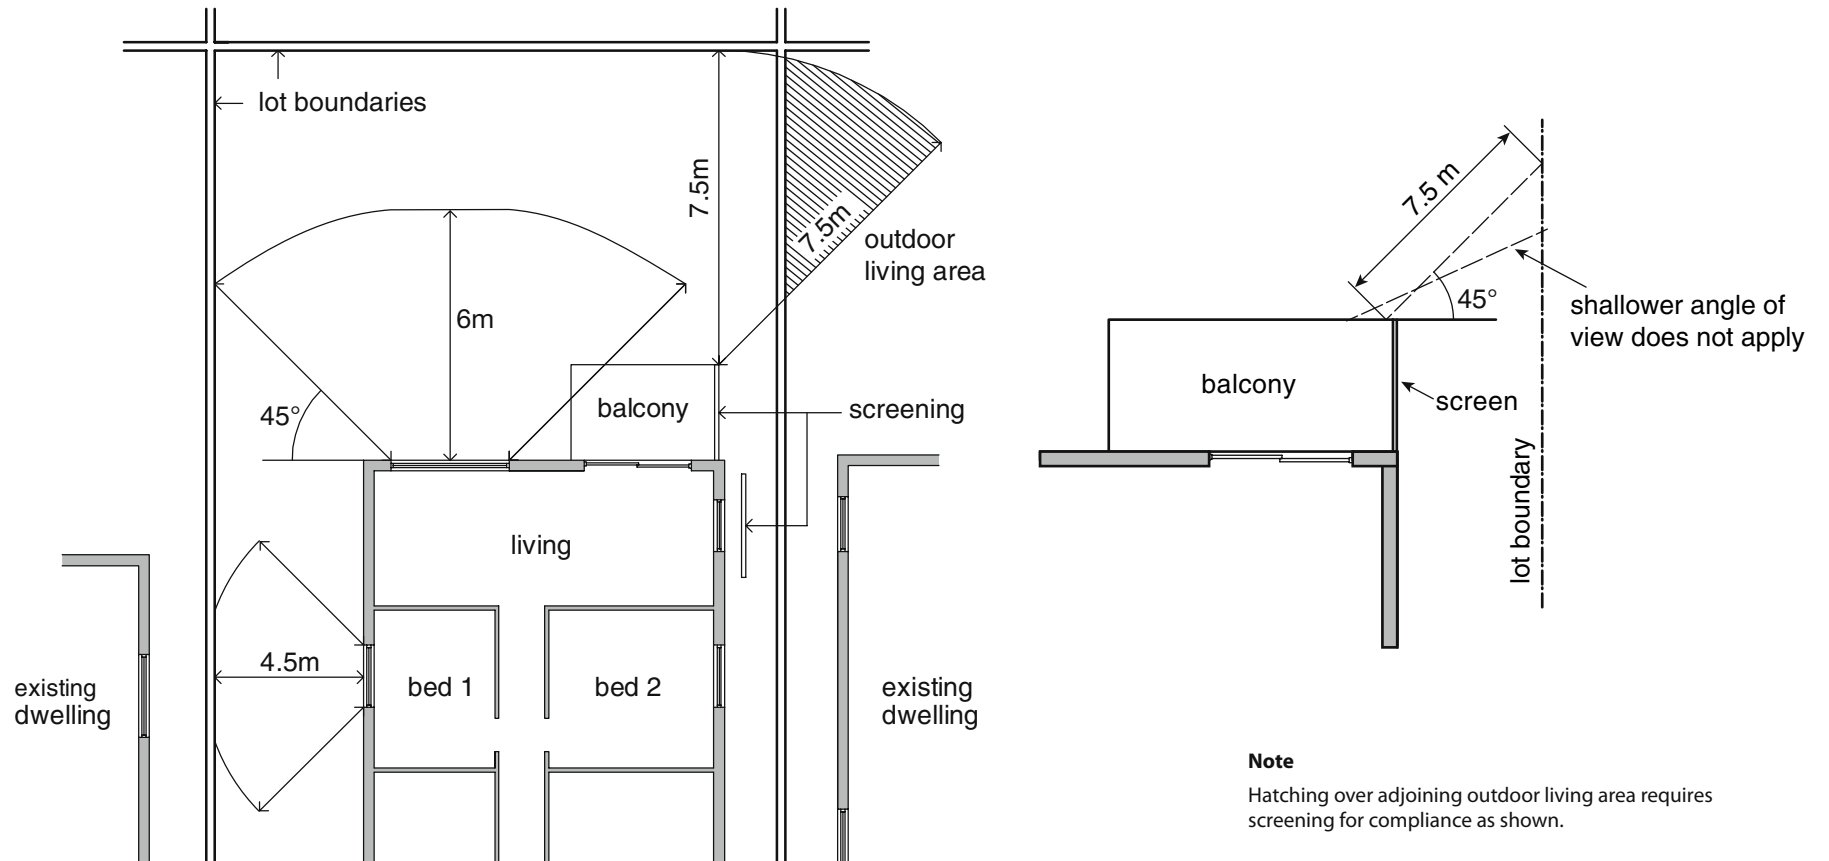 lot boundaries
7.5m
7.5m
outdoor
living area
6m
45°
balcony
screening
living
4.5m
bed 1
bed 2
existing
dwelling
existing
dwelling
7.5 m
45°
shallower angle of
view does not apply
balcony
screen
lot boundary
Note
Hatching over adjoining outdoor living area requires
screening for compliance as shown.